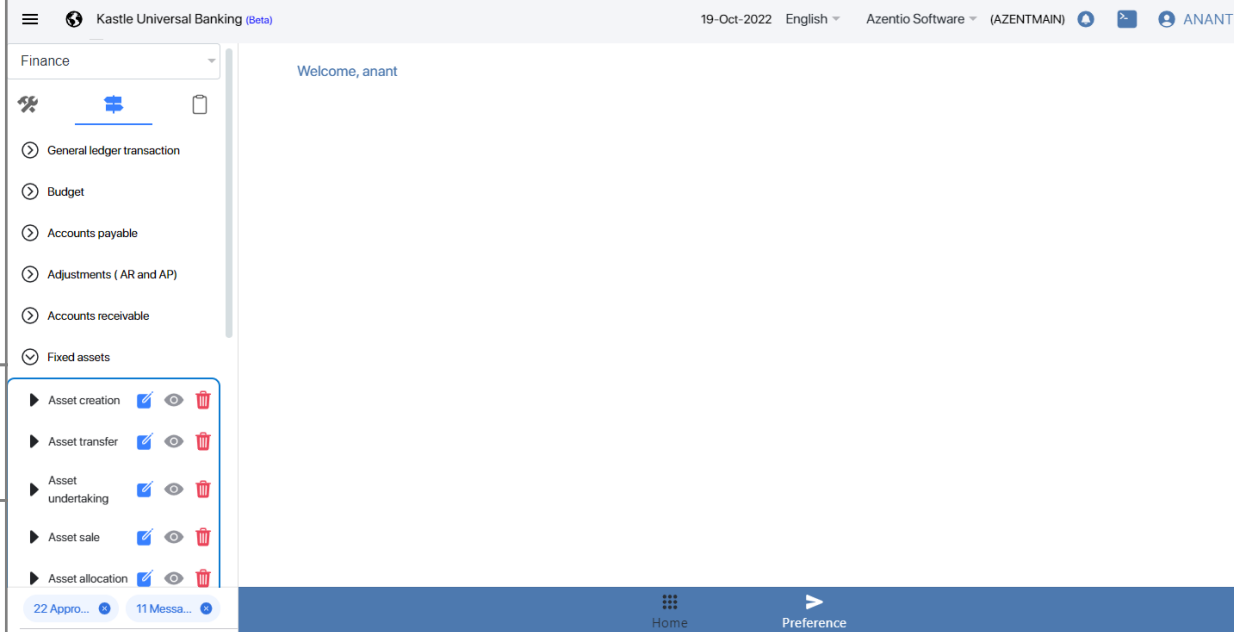 Kastle Universal Banking (Beta)
19-Oct-2022 English Azentio Software (AZENTMAIN) ANANT
Finance
Welcome, anant
General ledger transaction
Budget
Accounts payable
Adjustments ( AR and AP)
Accounts receivable
Fixed assets
Asset creation
Asset transfer
Asset
undertaking
Asset sale
Asset allocation
22 Appro... 11 Messa...
Home Preference